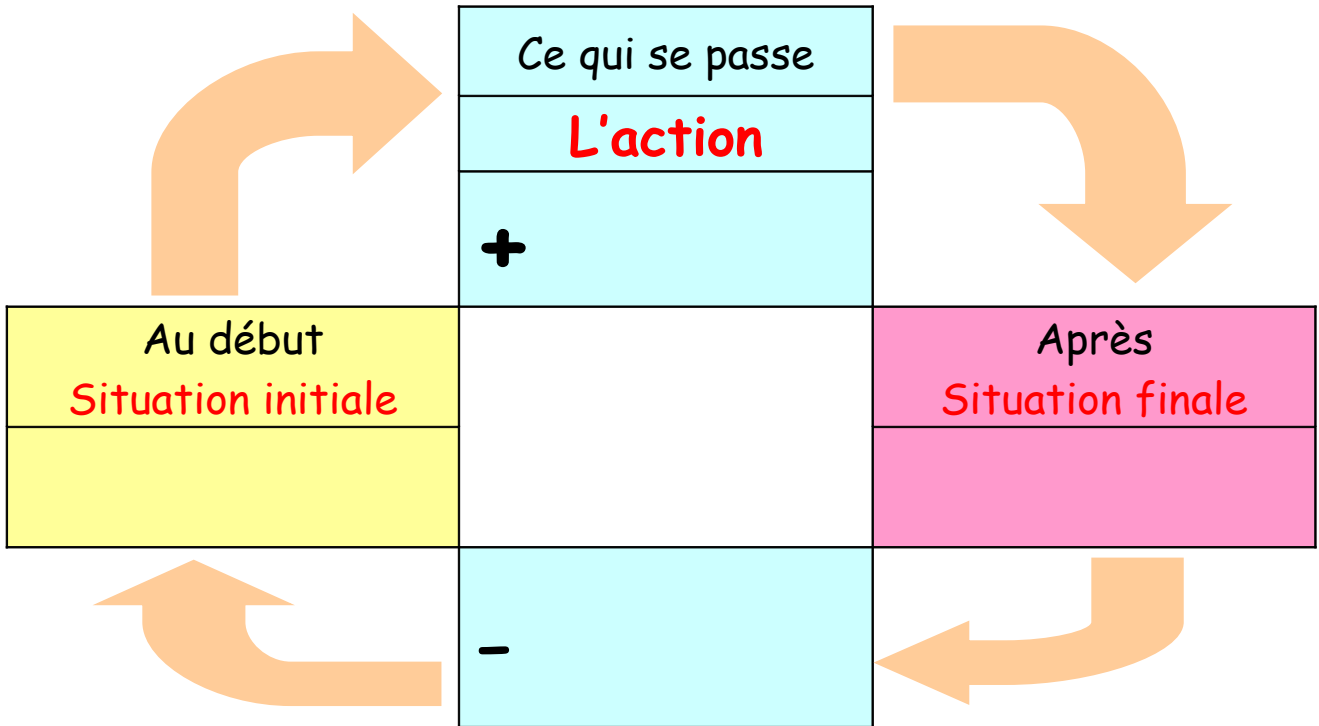 Ce qui se passe
L'action
+
Au début
Situation initiale
Après
Situation finale
-